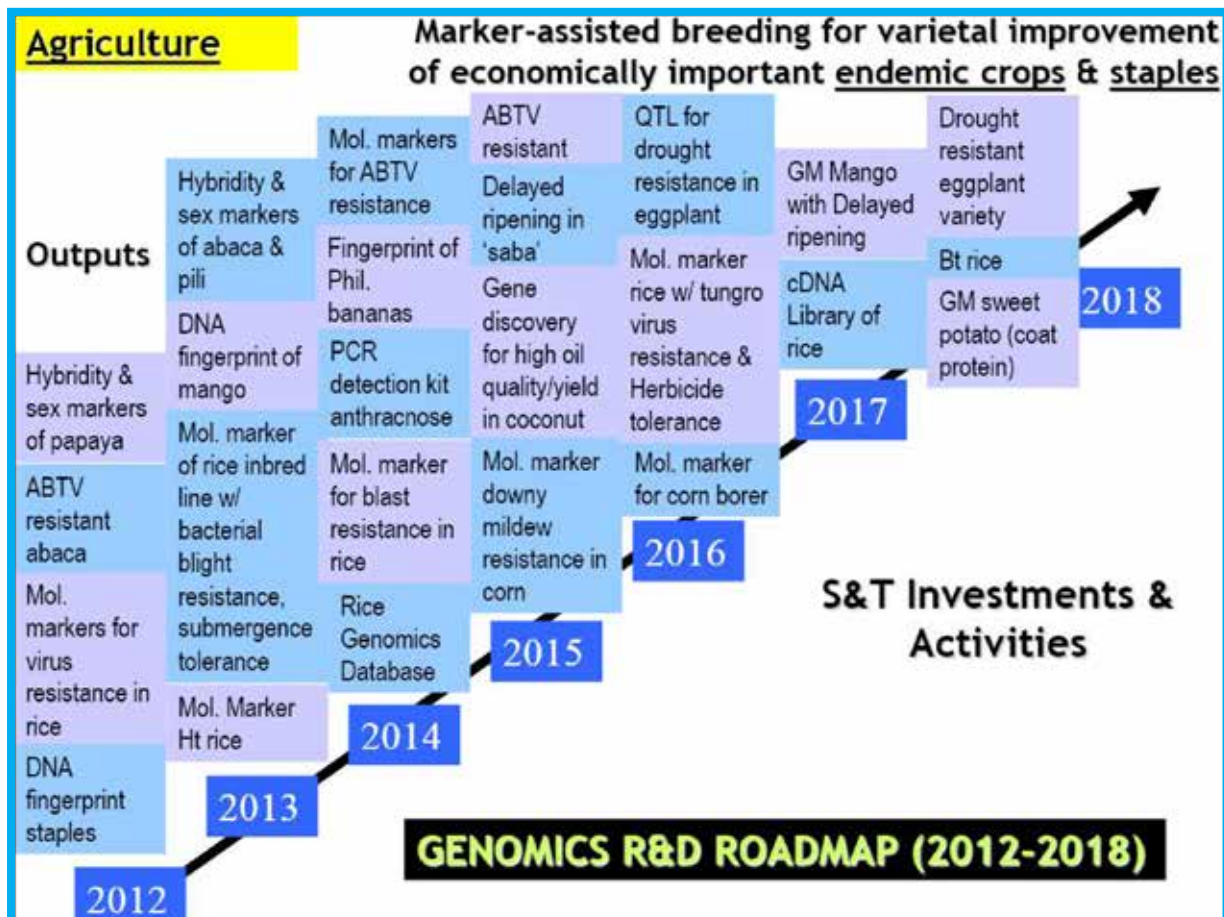 Agriculture
Marker-assisted breeding for varietal improvement
of economically important endemic crops & staples
Outputs
Hybridity &
sex markers
of papaya
ABTV
resistant
abaca
Mol.
markers for
virus
resistance in
rice
DNA
fingerprint
staples
2012
Hybridity &
sex markers
of abaca &
pili
DNA
fingerprint of
mango
Mol. marker
of rice inbred
line w/
bacterial
blight
resistance,
submergence
tolerance
Mol. Marker
Ht rice
2013
Mol. markers
for ABTV
resistance
Fingerprint of
Phil.
bananas
PCR
detection kit
anthracnose
Mol. marker
for blast
resistance in
rice
Rice
Genomics
Database
2014
ABTV
resistant
Delayed
ripening in
‘saba’
Gene
discovery
for high oil
quality/yield
in coconut
Mol. marker
downy
mildew
resistance in
corn
2015
QTL for
drought
resistance in
eggplant
Mol. marker
rice w/ tungro
virus
resistance &
Herbicide
tolerance
Mol. marker
for corn borer
2016
GM Mango
with Delayed
ripening
cDNA
Library of
rice
2017
Drought
resistant
eggplant
variety
Bt rice
GM sweet
potato (coat
protein)
2018
S&T Investments &
Activities
GENOMICS R&D ROADMAP (2012-2018)